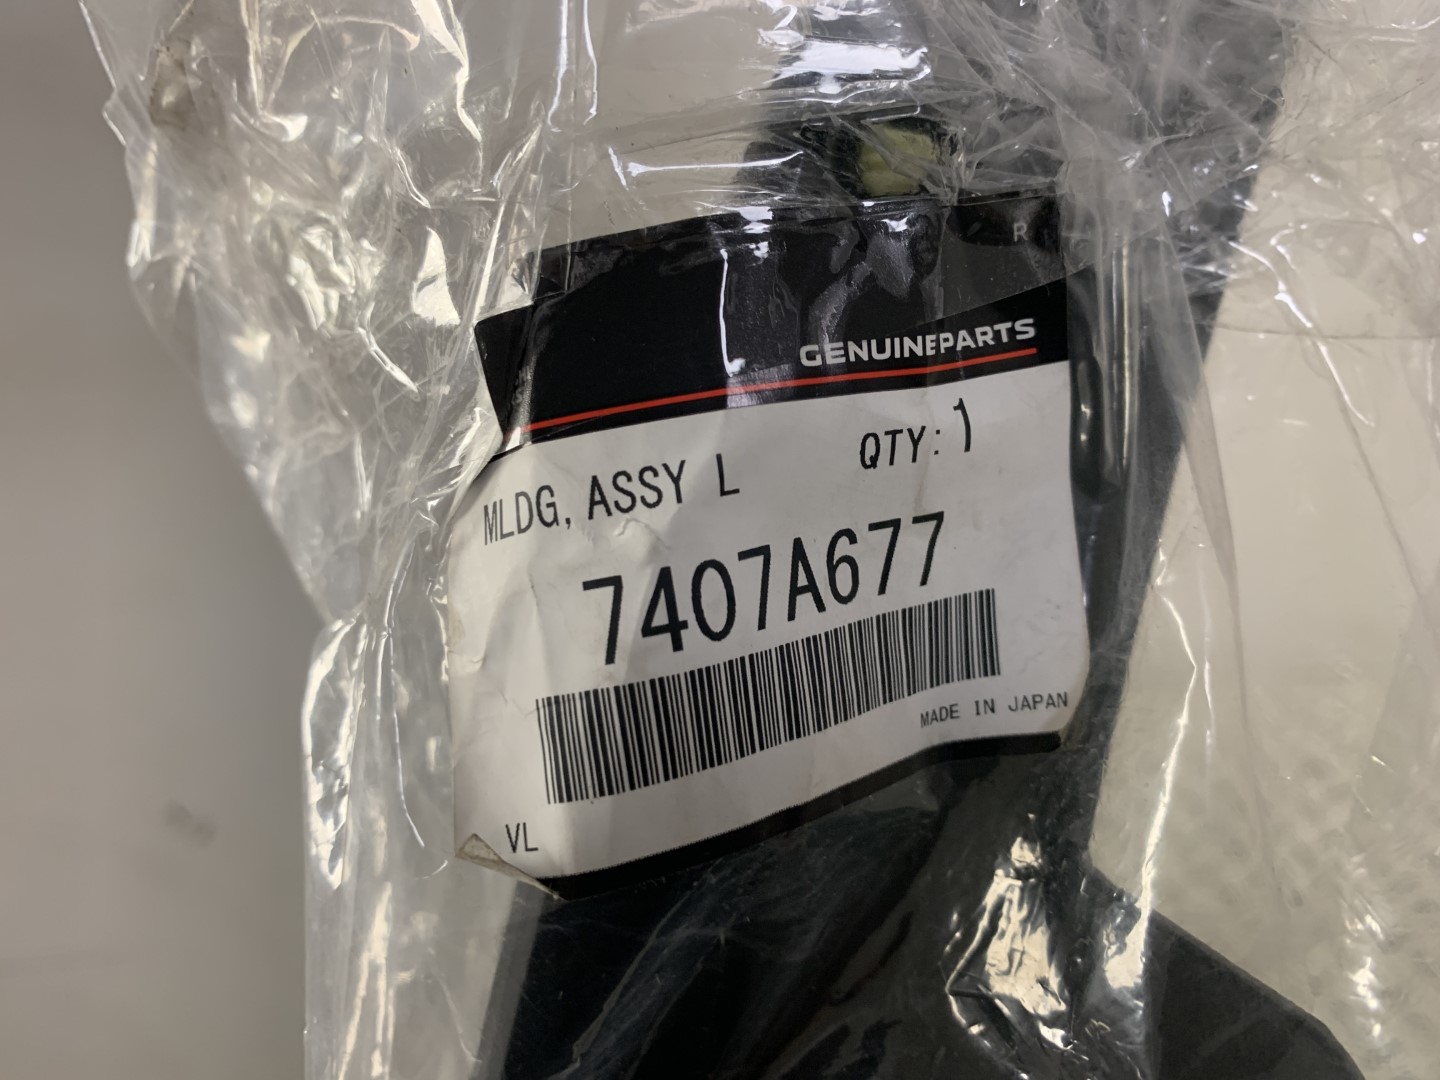 R
GENUINEPARTS
MLDG, ASSY L QTY: 1
7407A677
MADE IN JAPAN
VL